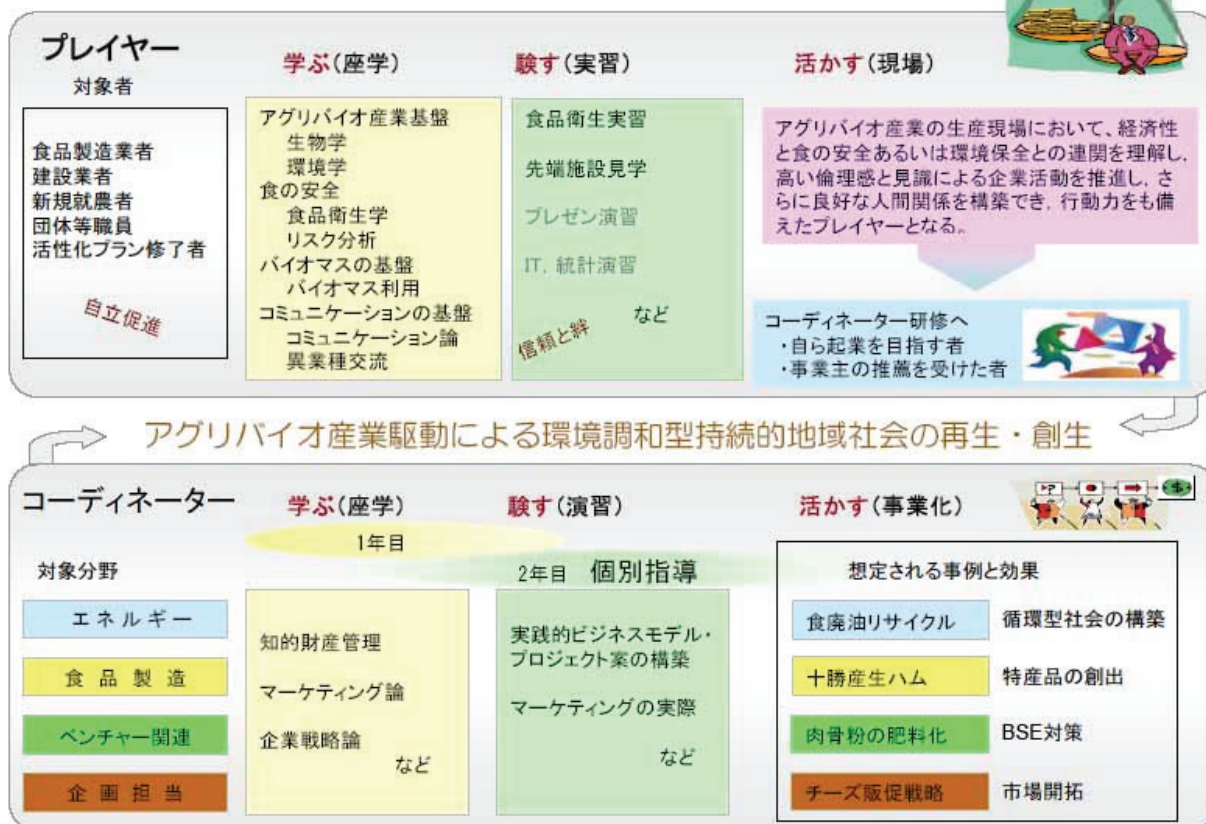 プレイヤー
対象者
食品製造業者
建設業者
新規就農者
団体等職員
活性化プラン修了者
自立促進
学ぶ(座学)
アグリバイオ産業基盤
生物学
環境学
食の安全
食品衛生学
リスク分析
バイオマスの基盤
バイオマス利用
コミュニケーションの基盤
コミュニケーション論
異業種交流
験す(実習)
食品衛生実習
先端施設見学
プレゼン演習
IT, 統計演習
など
信頼と絆
活かす(現場)
アグリバイオ産業の生産現場において、経済性
と食の安全あるいは環境保全との連関を理解し,
高い倫理感と見識による企業活動を推進し, さ
らに良好な人間関係を構築でき, 行動力をも備
えたプレイヤーとなる。
コーディネーター研修へ
・自ら起業を目指す者
・事業主の推薦を受けた者
アグリバイオ産業駆動による環境調和型持続的地域社会の再生・創生
コーディネーター
対象分野
エネルギー
食品製造
ベンチャー関連
企画担当
学ぶ(座学)
1年目
知的財産管理
マーケティング論
企業戦略論
など
験す(演習)
2年目 個別指導
実践的ビジネスモデル・
プロジェクト案の構築
マーケティングの実際
など
活かす(事業化)
想定される事例と効果
食廃油リサイクル 循環型社会の構築
十勝産生ハム 特産品の創出
肉骨粉の肥料化 BSE対策
チーズ販促戦略 市場開拓